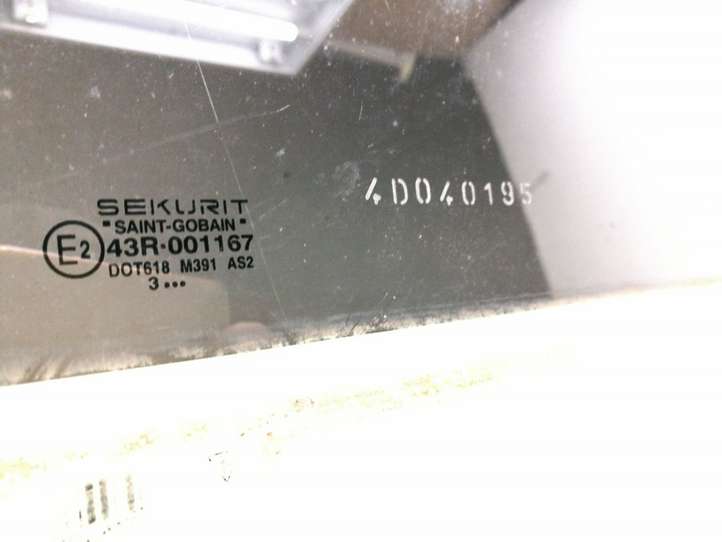 SEKURIT
"SAINT-GOBAIN"
E2 43R-001167
DOT618 M391 AS2
3 •••
4D040195